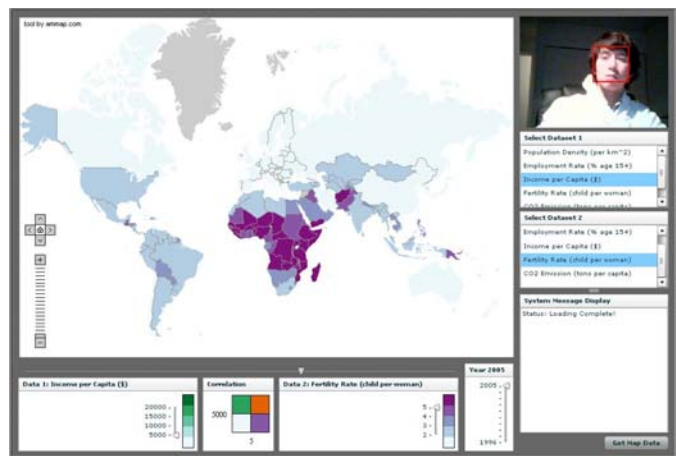 tool by ammap.com
Select Dataset 1
Population Density (per km^2)
Employment Rate (% age 15+)
Income per Capita ($)
Fertility Rate (child per woman)
CO2 Emission (tons per capita)
Select Dataset 2
Employment Rate (% age 15+)
Income per Capita ($)
Fertility Rate (child per woman)
CO2 Emission (tons per capita)
System Message Display
Status: Loading Complete!
Data 1: Income per Capita ($)
20000
15000
10000
5000
Correlation
5000
5
Data 2: Fertility Rate (child per woman)
5
4
3
2
Year 2005
2005
1996
Get Map Data